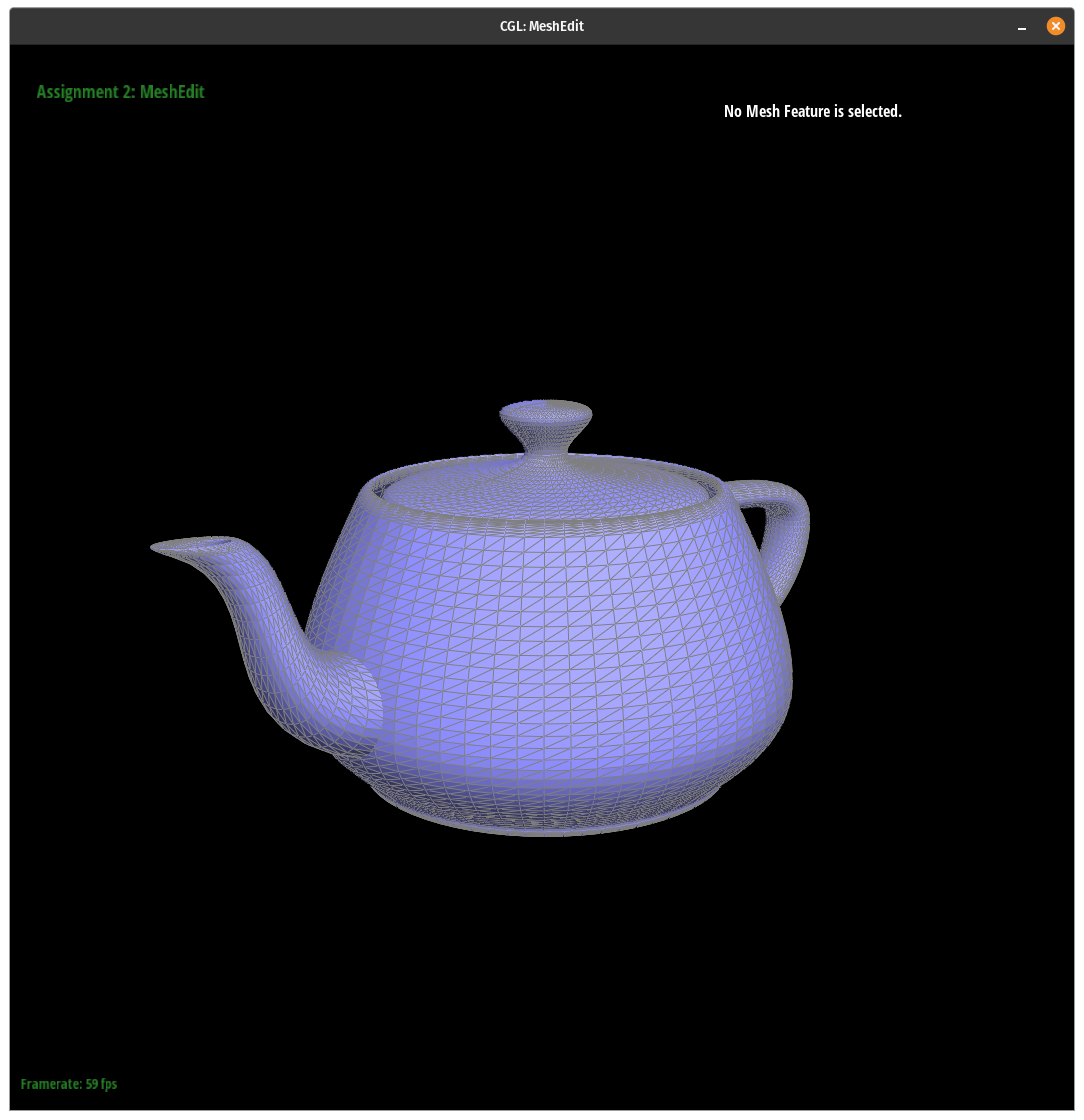 CGL: MeshEdit
Assignment 2: MeshEdit
No Mesh Feature is selected.
Framerate: 59 fps